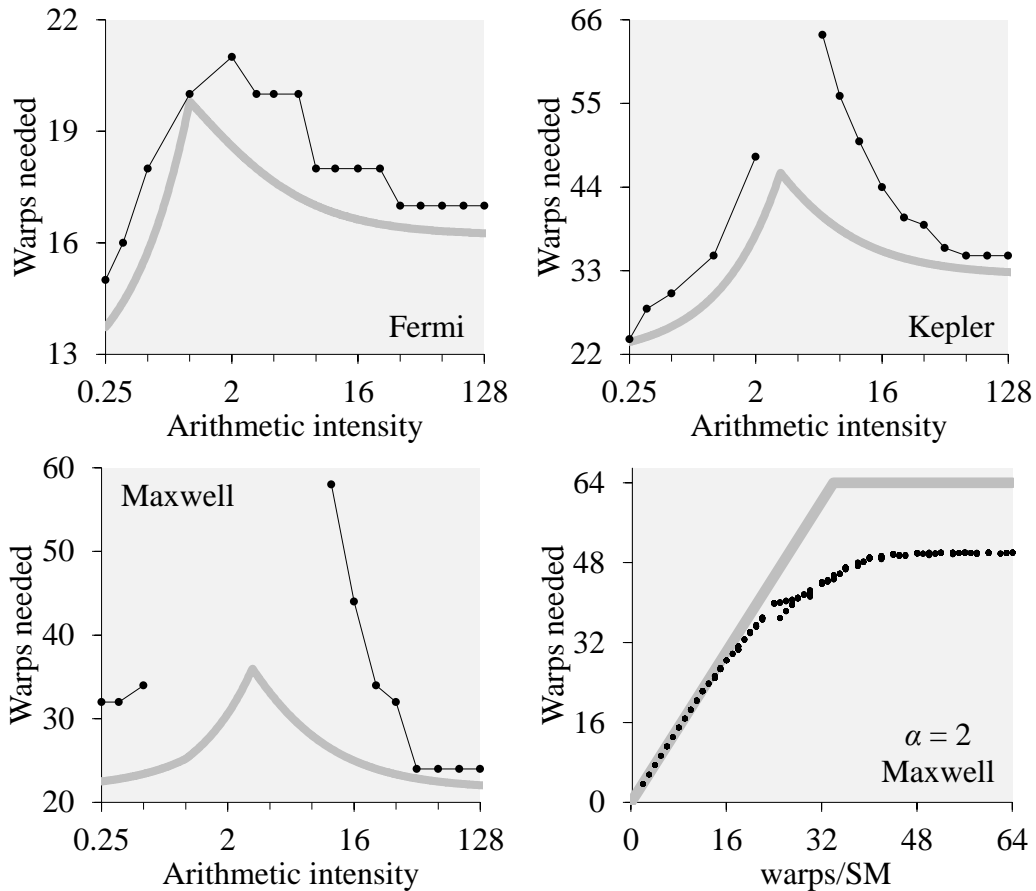 22
19
16
13
Warps needed
Fermi
0.25
2
16
128
Arithmetic intensity
66
55
44
33
22
Warps needed
Kepler
0.25
2
16
128
Arithmetic intensity
60
50
40
30
20
Warps needed
Maxwell
0.25
2
16
128
Arithmetic intensity
64
48
32
16
0
Warps needed
α = 2
Maxwell
0
16
32
48
64
warps/SM